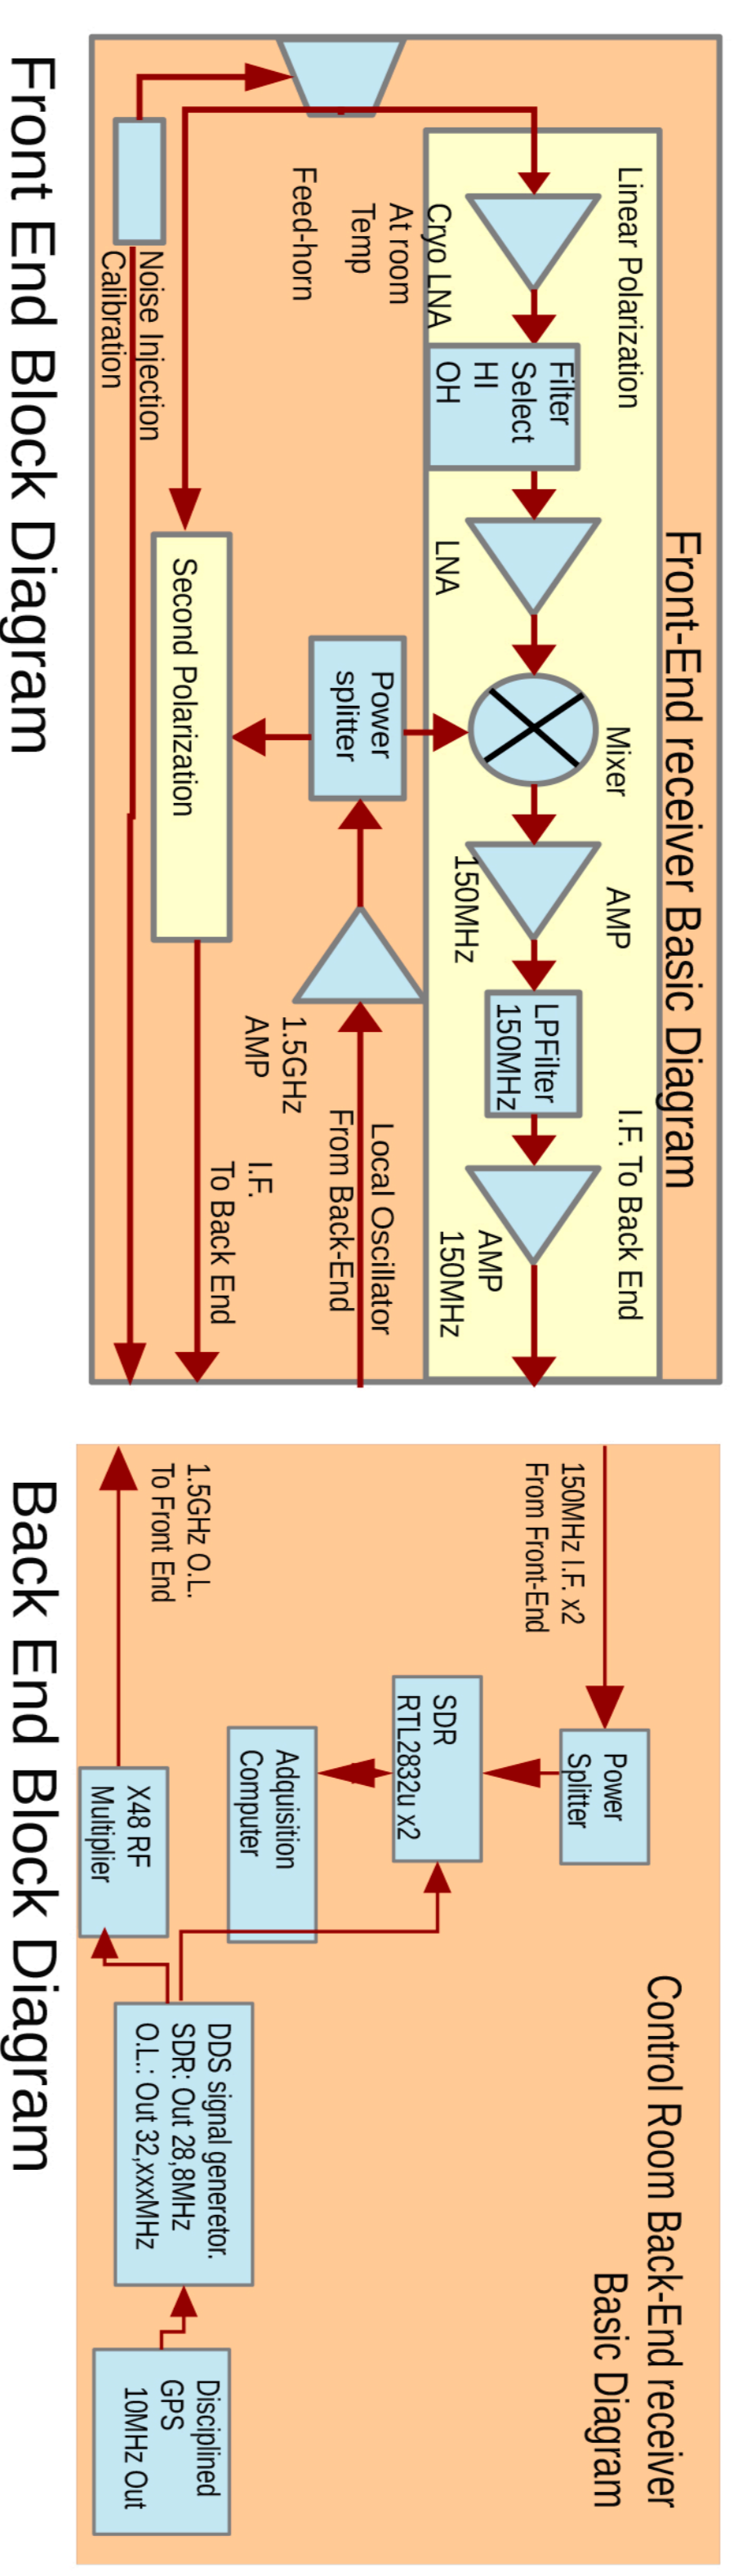 Front-End receiver Basic Diagram
Linear Polarization
Mixer
AMP
I.F. To Back End
Filter
Select
HI
OH
LPFilter
150MHz
Cryo LNA
At room
Temp
LNA
150MHz
AMP
150MHz
Feed-horn
Power
splitter
Local Oscillator
From Back-End
1.5GHz
AMP
Second Polarization
I.F.
To Back End
Noise Injection
Calibration
Front End Block Diagram
Control Room Back-End receiver
Basic Diagram
150MHz I.F. x2
From Front-End
Power
Splitter
SDR
RTL2832u x2
Adquisition
Computer
1.5GHz O.L.
To Front End
X48 RF
Multiplier
DDS signal generetor.
SDR: Out 28,8MHz
O.L.: Out 32,xxxMHz
Disciplined
GPS
10MHz Out
Back End Block Diagram